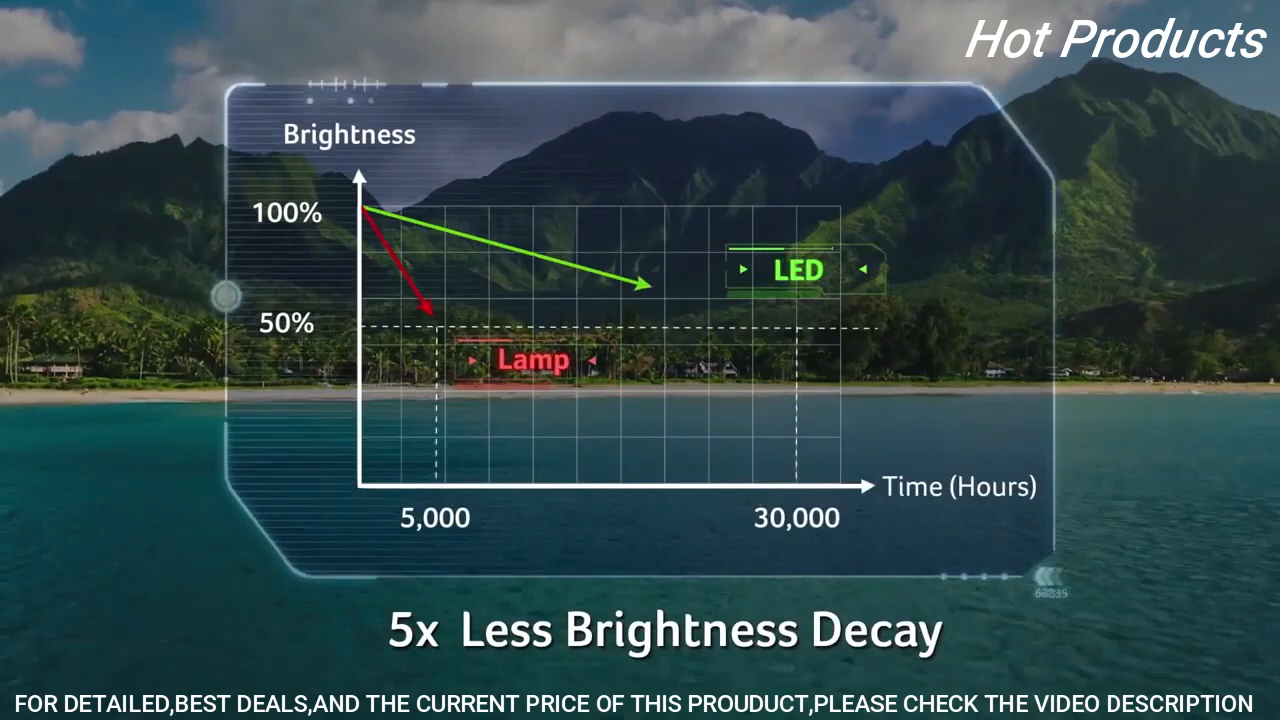 Hot Products
Brightness
100%
50%
LED
Lamp
Time (Hours)
5,000
30,000
5x Less Brightness Decay
FOR DETAILED,BEST DEALS,AND THE CURRENT PRICE OF THIS PROUDUCT,PLEASE CHECK THE VIDEO DESCRIPTION